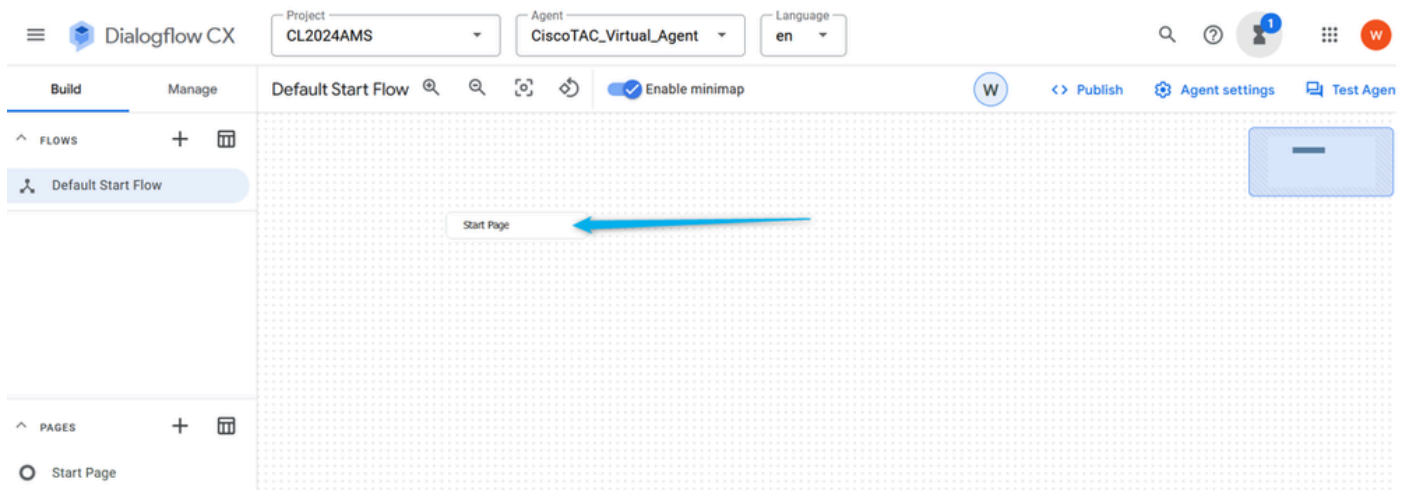 Dialogflow CX
Project
CL2024AMS
Agent
CiscoTAC_Virtual_Agent
Language
en
1
W
Build
Manage
Default Start Flow
Enable minimap
W
Publish
Agent settings
Test Agen
FLOWS
Default Start Flow
Start Page
PAGES
Start Page